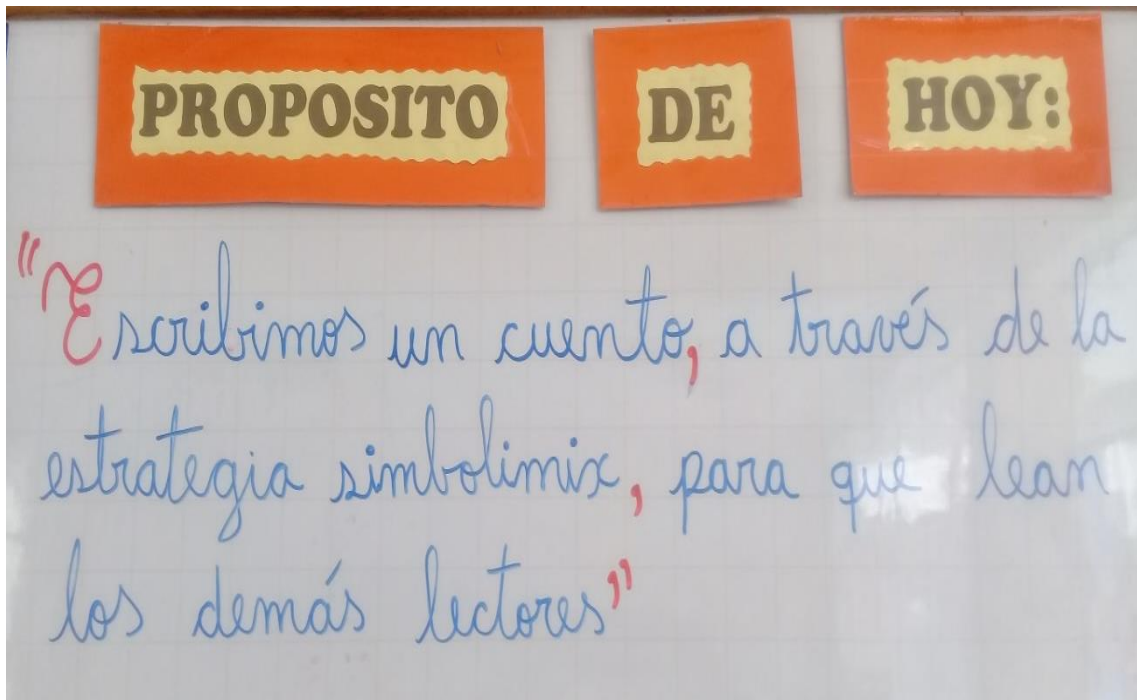 PROPOSITO DE HOY:
"Escribimos un cuento, a través de la
estrategia simbolimix, para que lean
los demás lectores"